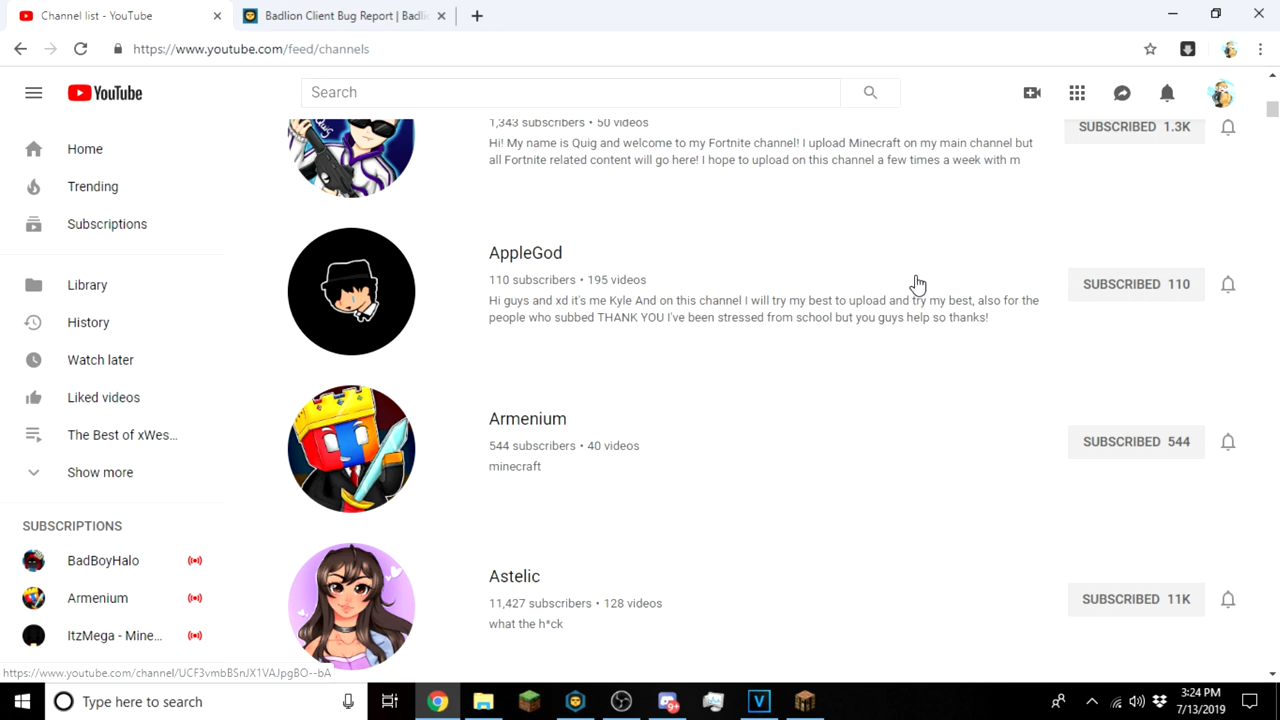 Channel list - YouTube
Badlion Client Bug Report | Badli
https://www.youtube.com/feed/channels
YouTube
Search
1,343 subscribers • 50 videos
SUBSCRIBED 1.3K
Hi! My name is Quig and welcome to my Fortnite channel! I upload Minecraft on my main channel but
all Fortnite related content will go here! I hope to upload on this channel a few times a week with m
Home
Trending
Subscriptions
Library
History
Watch later
Liked videos
The Best of xWes...
Show more
SUBSCRIPTIONS
BadBoyHalo
Armenium
ItzMega - Mine...
AppleGod
110 subscribers • 195 videos
SUBSCRIBED 110
Hi guys and xd it's me Kyle And on this channel I will try my best to upload and try my best, also for the
people who subbed THANK YOU I've been stressed from school but you guys help so thanks!
Armenium
544 subscribers • 40 videos
SUBSCRIBED 544
minecraft
Astelic
11,427 subscribers • 128 videos
SUBSCRIBED 11K
what the h*ck
https://www.youtube.com/channel/UCF3vmbBSnJX1VAJpgBO--bA
Type here to search
3:24 PM
7/13/2019